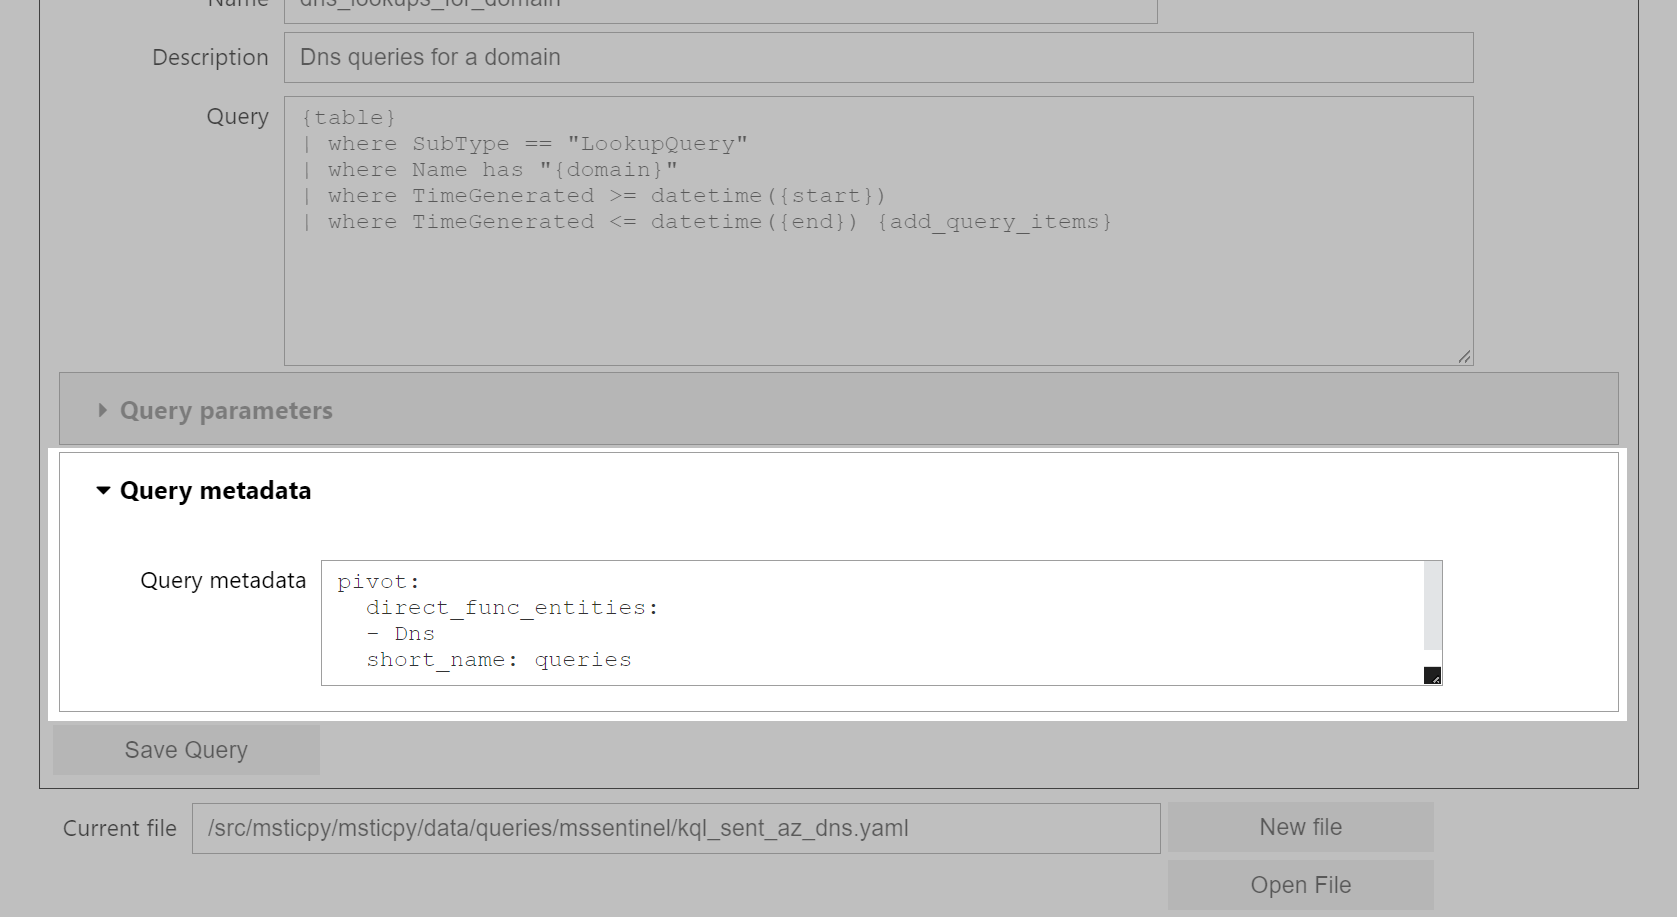 Name dns_lookups_for_domain
Description Dns queries for a domain
Query {table}
| where SubType == "LookupQuery"
| where Name has "{domain}"
| where TimeGenerated >= datetime({start})
| where TimeGenerated <= datetime({end}) {add_query_items}
Query parameters
Query metadata
Query metadata pivot:
direct_func_entities:
- Dns
short_name: queries
Save Query
Current file /src/msticpy/msticpy/data/queries/mssentinel/kql_sent_az_dns.yaml New file
Open File